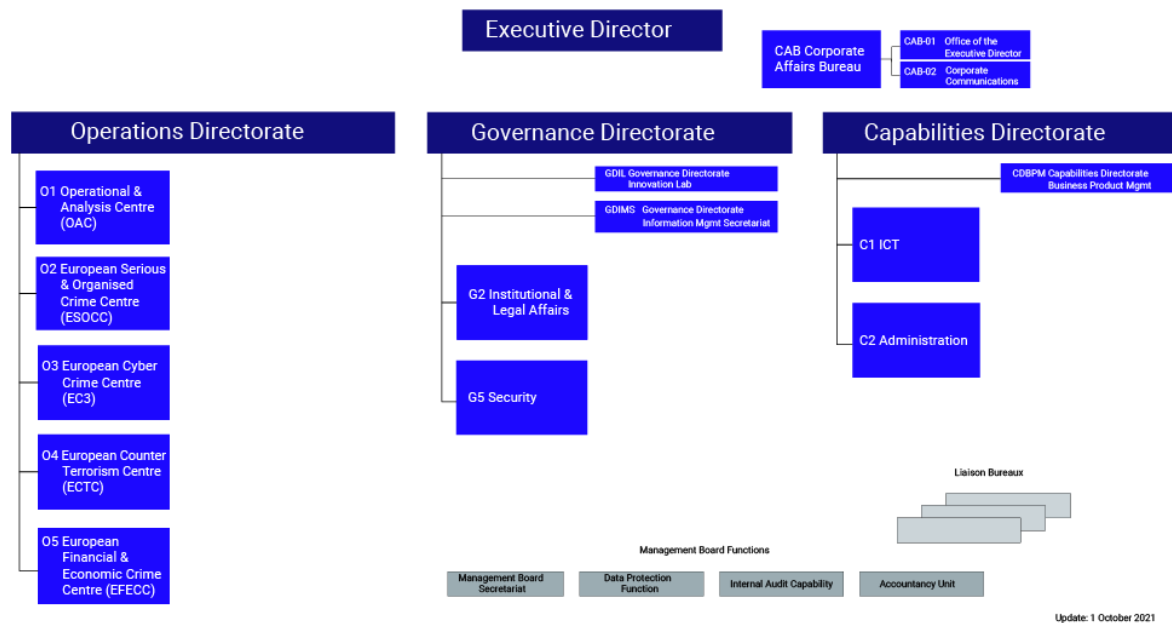 Executive Director
CAB Corporate
Affairs Bureau
CAB-01 Office of the
Executive Director
CAB-02 Corporate
Communications
Operations Directorate
O1 Operational &
Analysis Centre
(OAC)
O2 European Serious
& Organised
Crime Centre
(ESOCC)
O3 European Cyber
Crime Centre
(EC3)
O4 European Counter
Terrorism Centre
(ECTC)
O5 European
Financial &
Economic Crime
Centre (EFECC)
Governance Directorate
GDIL Governance Directorate
Innovation Lab
GDIMS Governance Directorate
Information Mgmt Secretariat
G2 Institutional &
Legal Affairs
G5 Security
Capabilities Directorate
CDBPM Capabilities Directorate
Business Product Mgmt
C1 ICT
C2 Administration
Liaison Bureaux
Management Board Functions
Management Board
Secretariat
Data Protection
Function
Internal Audit Capability
Accountancy Unit
Update: 1 October 2021